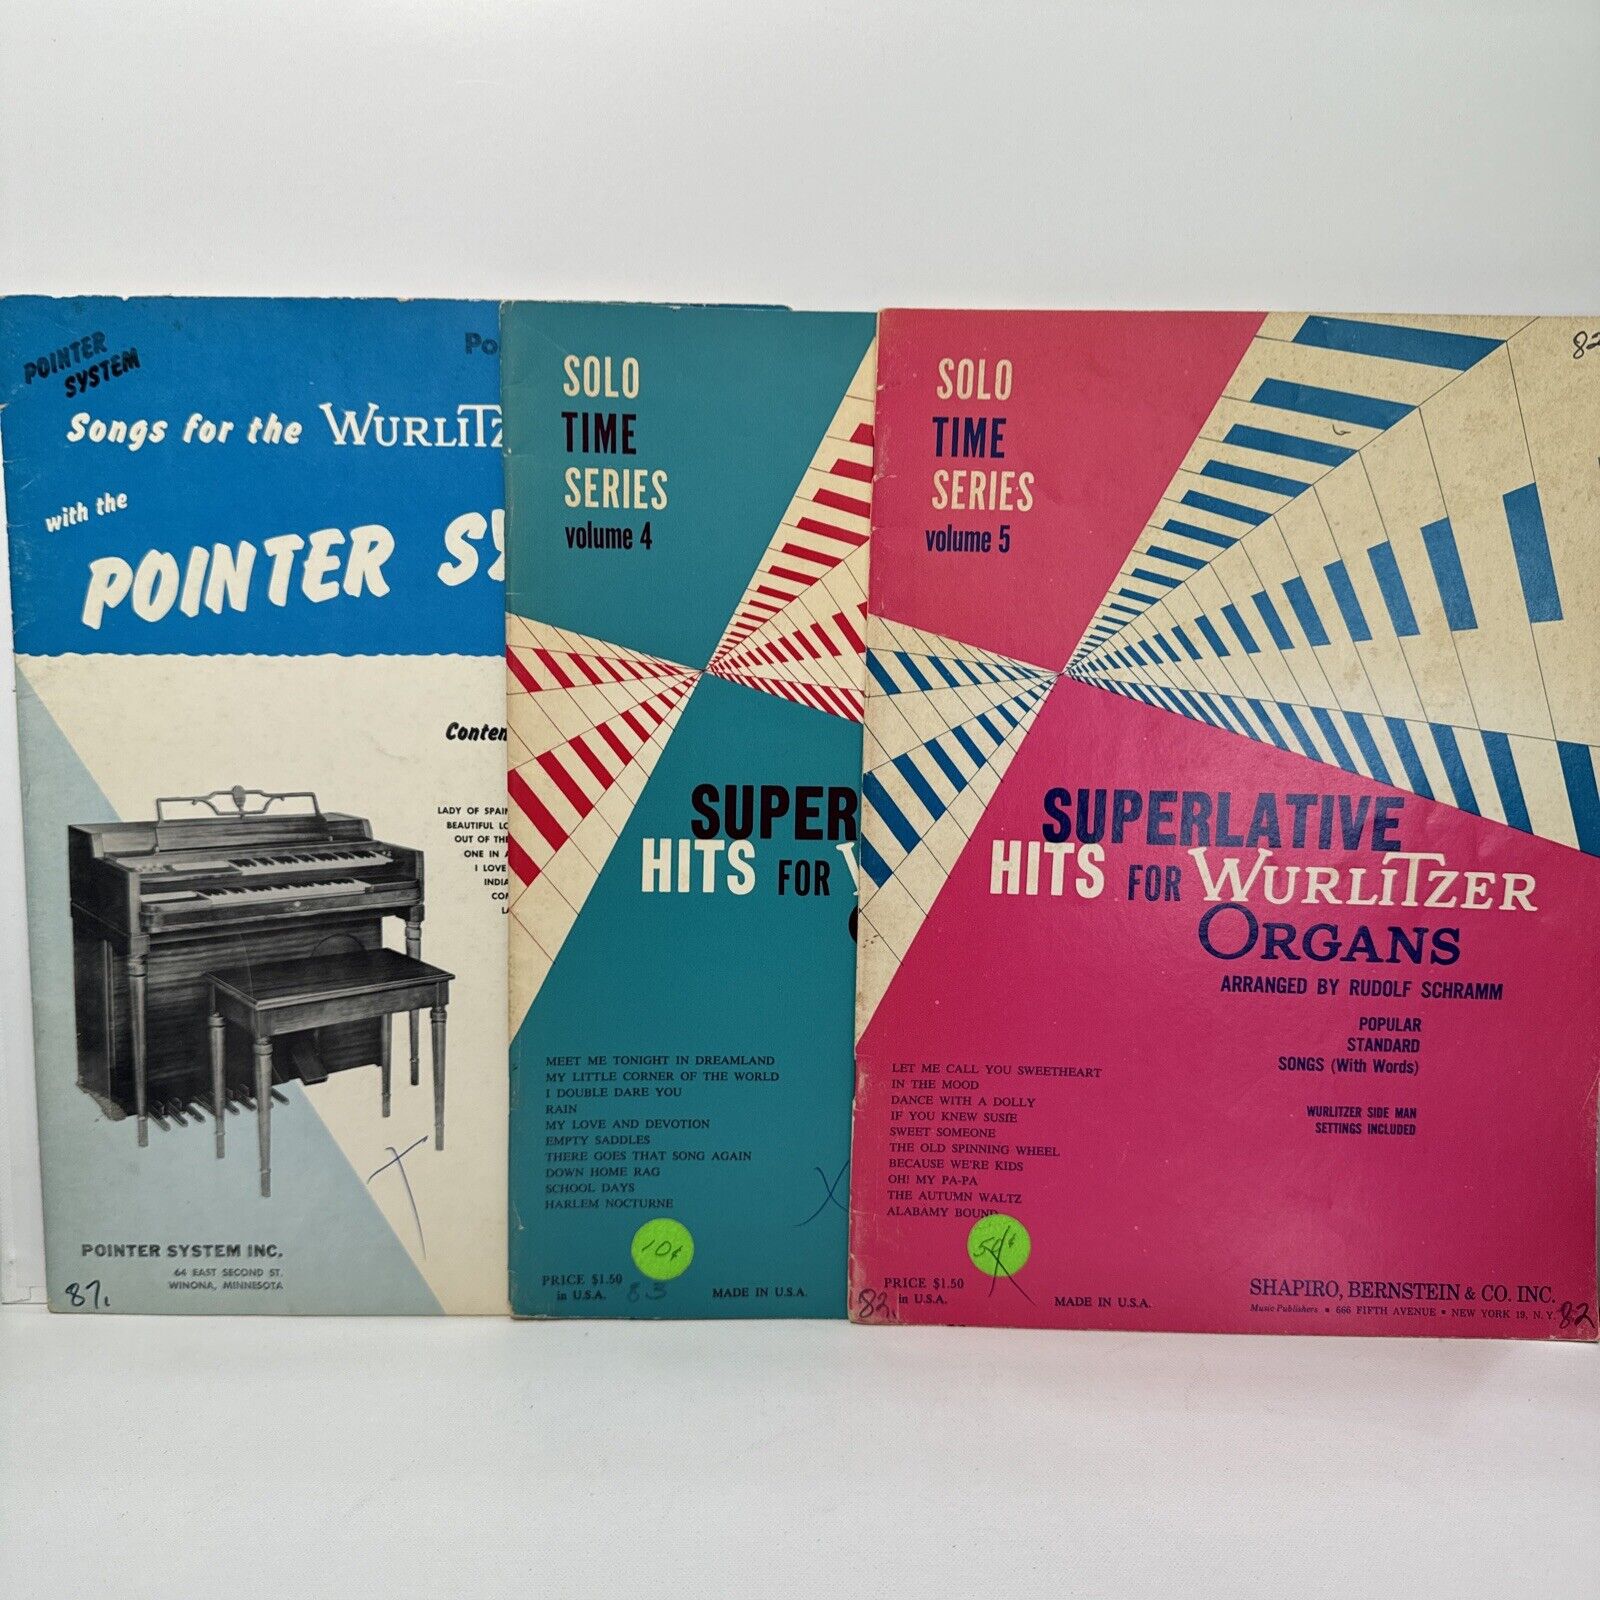 POINTER
SYSTEM
Songs for the WURLITZ
with the
POINTER SY
Conten
LADY OF SPAIN
BEAUTIFUL LO
OUT OF THE
ONE IN A
I LOVE
INDIA
CO
L
POINTER SYSTEM INC.
64 EAST SECOND ST.
WINONA, MINNESOTA
87.
SOLO
TIME
SERIES
volume 4
SUPER
HITS FOR W
MEET ME TONIGHT IN DREAMLAND
MY LITTLE CORNER OF THE WORLD
I DOUBLE DARE YOU
RAIN
MY LOVE AND DEVOTION
EMPTY SADDLES
THERE GOES THAT SONG AGAIN
DOWN HOME RAG
SCHOOL DAYS
HARLEM NOCTURNE
10¢
PRICE $1.50
in U.S.A.
83
MADE IN U.S.A.
82
SOLO
TIME
SERIES
volume 5
SUPERLATIVE
HITS FOR WURLITZER
ORGANS
ARRANGED BY RUDOLF SCHRAMM
POPULAR
STANDARD
SONGS (With Words)
WURLITZER SIDE MAN
SETTINGS INCLUDED
LET ME CALL YOU SWEETHEART
IN THE MOOD
DANCE WITH A DOLLY
IF YOU KNEW SUSIE
SWEET SOMEONE
THE OLD SPINNING WHEEL
BECAUSE WE'RE KIDS
OH! MY PA-PA
THE AUTUMN WALTZ
ALABAMY BOUND
50¢
PRICE $1.50
in U.S.A.
82.
MADE IN U.S.A.
SHAPIRO, BERNSTEIN & CO. INC.
Music Publishers • 666 FIFTH AVENUE • NEW YORK 19, N. Y.
82